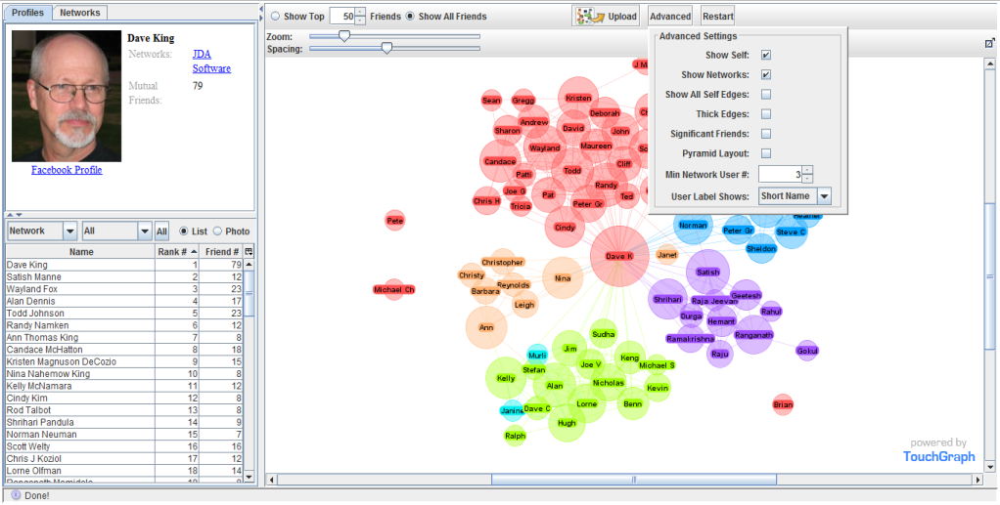 Profiles Networks
Dave King
Networks: JDA Software
Mutual Friends: 79
Facebook Profile
Network All All List Photo
Name Rank # Friend #
Dave King 1 79
Satish Manne 2 12
Wayland Fox 3 23
Alan Dennis 4 17
Todd Johnson 5 23
Randy Namken 6 12
Ann Thomas King 7 8
Candace McHatton 8 18
Kristen Magnuson DeCozio 9 15
Nina Nahemow King 10 8
Kelly McNamara 11 12
Cindy Kim 12 8
Rod Talbot 13 8
Shrihari Pandula 14 9
Norman Neuman 15 7
Scott Welty 16 16
Chris J Koziol 17 12
Lorne Olfman 18 14
Done!
Show Top 50 Friends Show All Friends Upload Advanced Restart
Zoom:
Spacing:
Advanced Settings
Show Self:
Show Networks:
Show All Self Edges:
Thick Edges:
Significant Friends:
Pyramid Layout:
Min Network User #: 3
User Label Shows: Short Name
Sean
Gregg
Kristen
Deborah
Andrew
Sharon
David
John
Wayland
Maureen
Candace
Cliff
Todd
Patti
Randy
Joe G
Pat
Ted
Chris H
Tricia
Peter Gr
Cindy
Pete
Dave K
Michael Ch
Norman
Peter Gr
Steve C
Sheldon
Janet
Christopher
Christy
Reynolds
Barbara
Nina
Leigh
Ann
Satish
Shrihari
Raja Jeevan
Geetesh
Rahul
Durga
Hemant
Ramakrishna
Ranganath
Raju
Gokul
Sudha
Murli
Jim
Stefan
Joe V
Keng
Michael S
Kelly
Alan
Nicholas
Kevin
Janine
Dave C
Lorne
Benn
Hugh
Ralph
Brian
powered by
TouchGraph